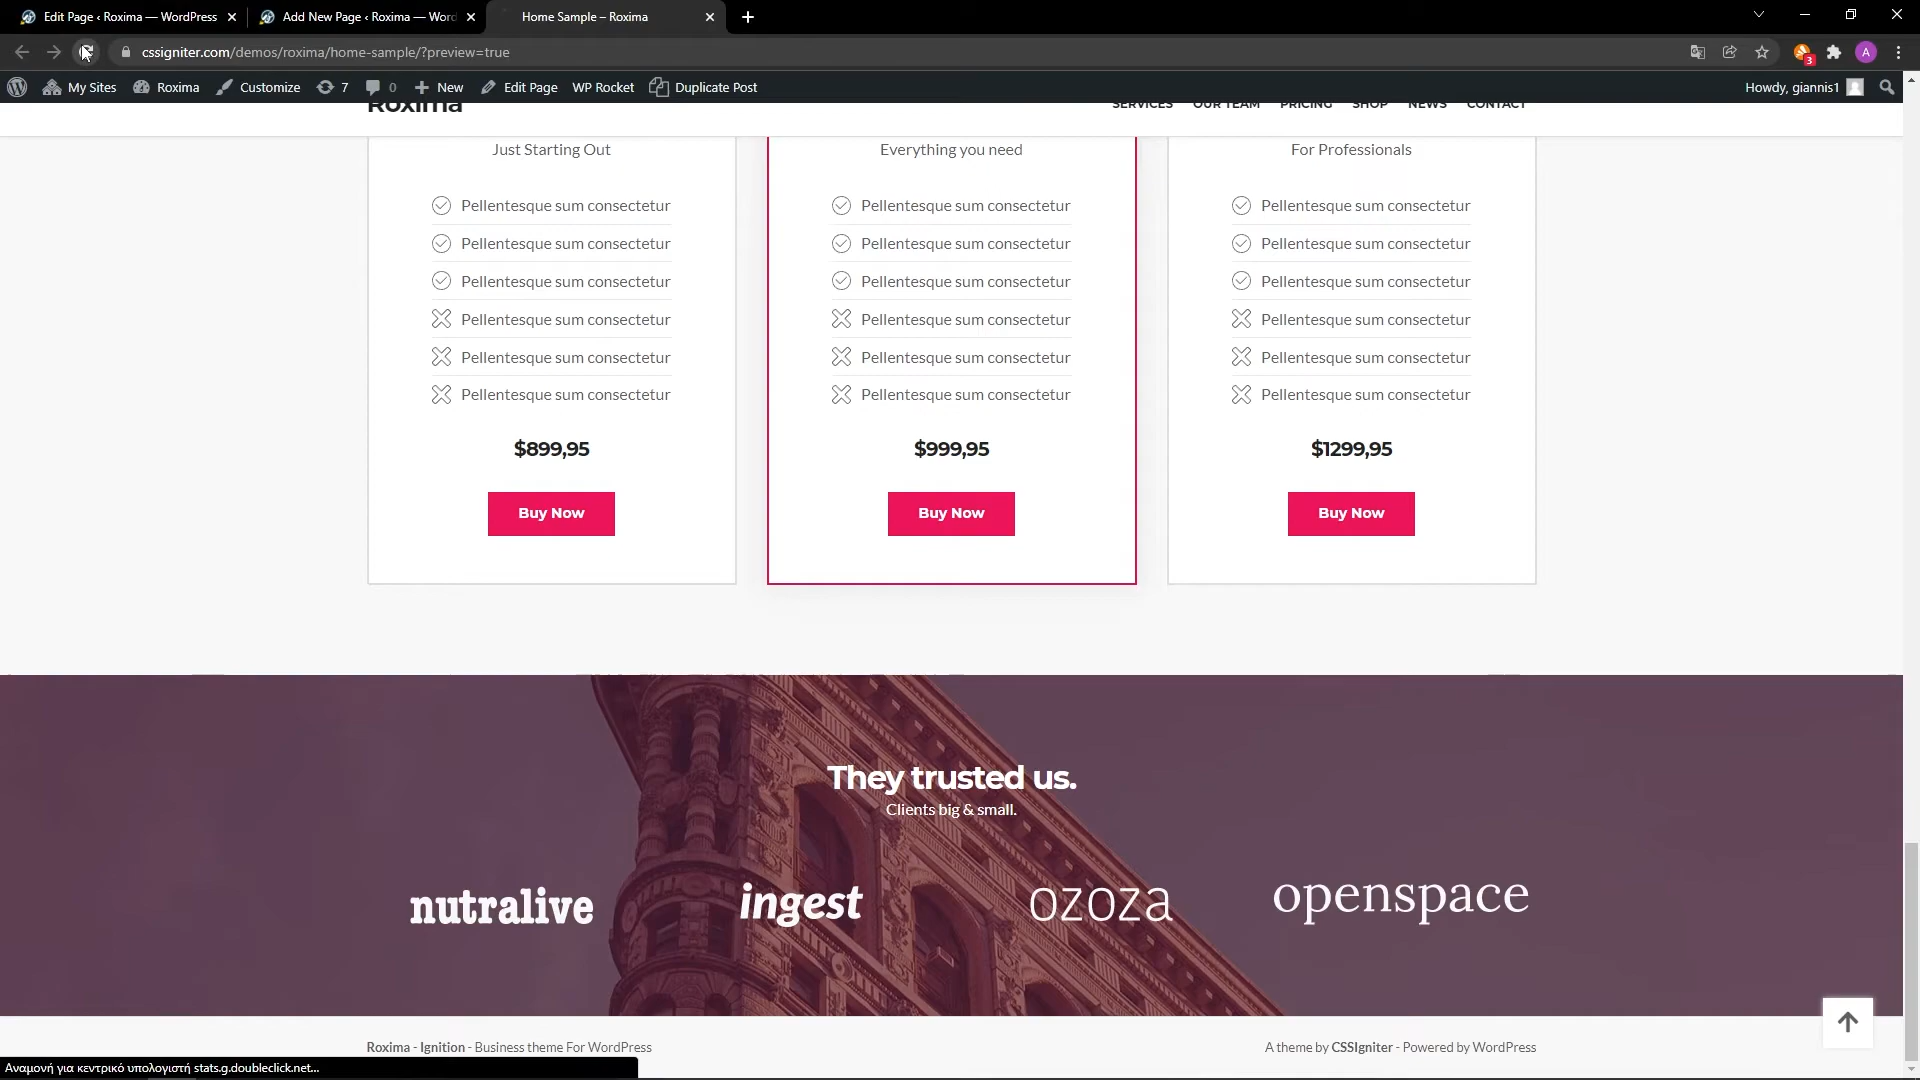 Edit Page ‹ Roxima — WordPress
Add New Page ‹ Roxima — Word
Home Sample – Roxima
cssigniter.com/demos/roxima/home-sample/?preview=true
3
A
My Sites
Roxima
Customize
7
0
New
Edit Page
WP Rocket
Duplicate Post
Howdy, giannis1
Roxima
SERVICES OUR TEAM PRICING SHOP NEWS CONTACT
Just Starting Out
Pellentesque sum consectetur
Pellentesque sum consectetur
Pellentesque sum consectetur
Pellentesque sum consectetur
Pellentesque sum consectetur
Pellentesque sum consectetur
$899,95
Buy Now
Everything you need
Pellentesque sum consectetur
Pellentesque sum consectetur
Pellentesque sum consectetur
Pellentesque sum consectetur
Pellentesque sum consectetur
Pellentesque sum consectetur
$999,95
Buy Now
For Professionals
Pellentesque sum consectetur
Pellentesque sum consectetur
Pellentesque sum consectetur
Pellentesque sum consectetur
Pellentesque sum consectetur
Pellentesque sum consectetur
$1299,95
Buy Now
They trusted us.
Clients big & small.
nutralive
ingest
ozoza
openspace
Roxima - Ignition - Business theme For WordPress
A theme by CSSIgniter - Powered by WordPress
Αναμονή για κεντρικό υπολογιστή stats.g.doubleclick.net...